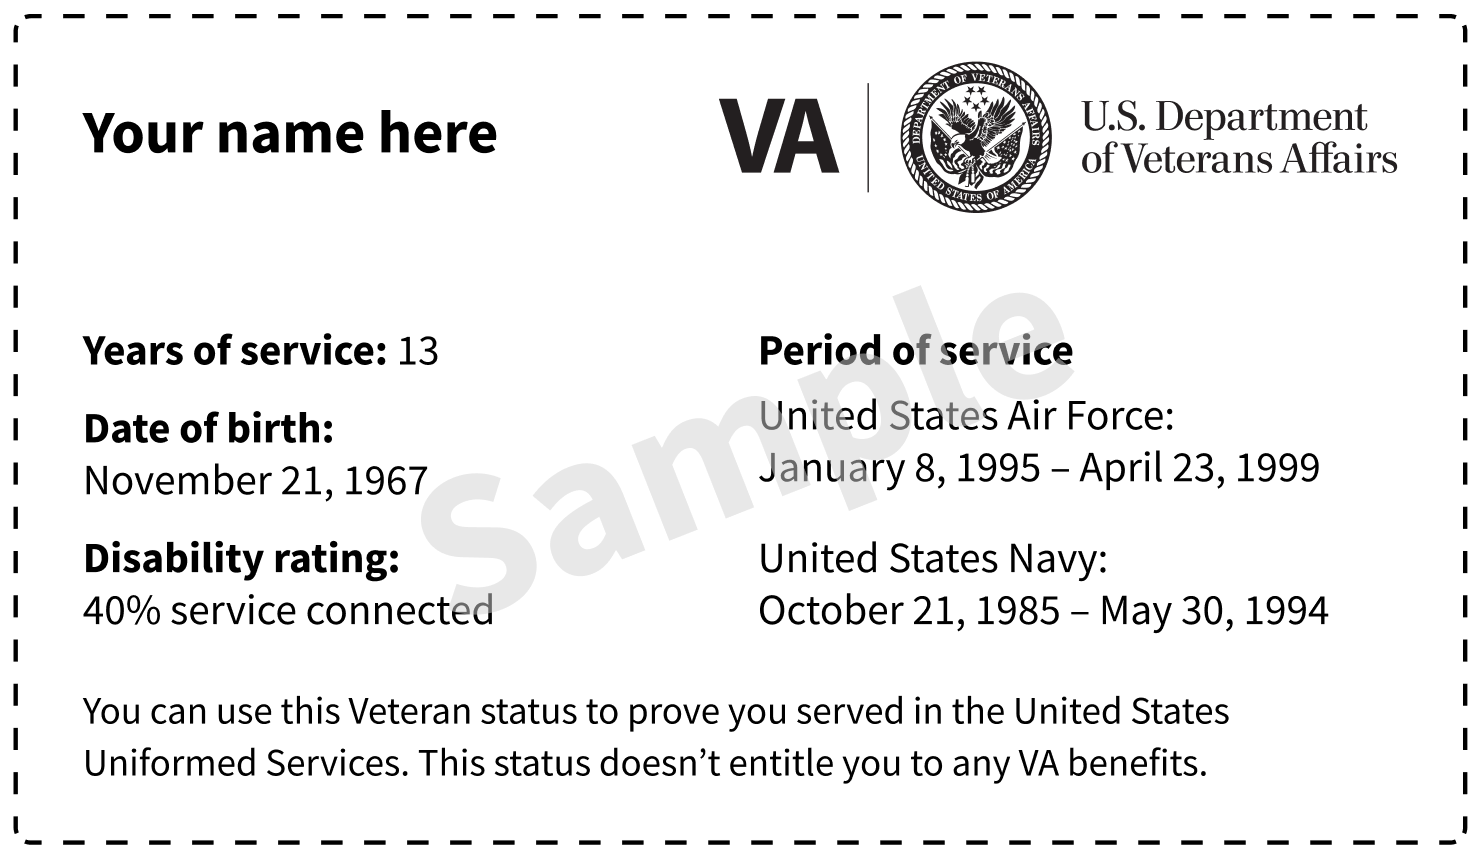 Your name here
VA
DEPARTMENT OF VETERANS AFFAIRS
UNITED STATES OF AMERICA
U.S. Department
of Veterans Affairs
Years of service: 13
Date of birth:
November 21, 1967
Disability rating:
40% service connected
Period of service
United States Air Force:
January 8, 1995 – April 23, 1999
United States Navy:
October 21, 1985 – May 30, 1994
Sample
You can use this Veteran status to prove you served in the United States
Uniformed Services. This status doesn’t entitle you to any VA benefits.